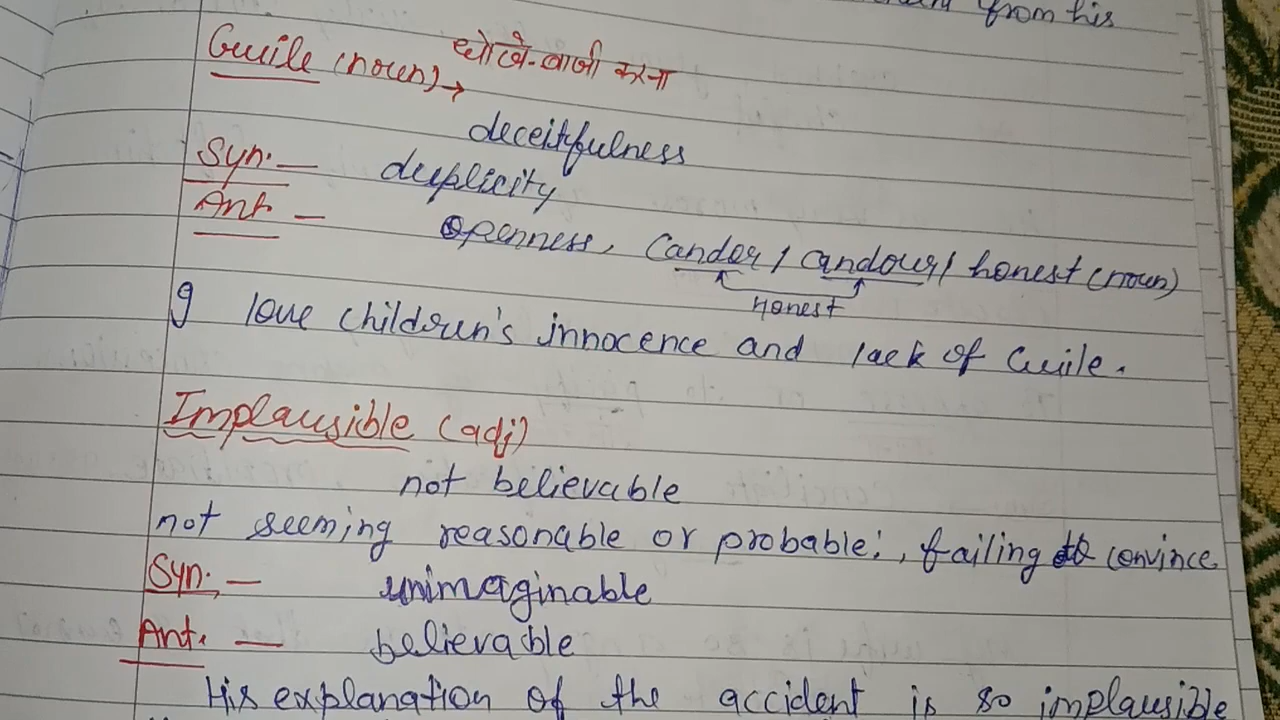 from his
Guile (noun)→ धोखे-बाजी करना
deceitfulness
Syn.— duplicity
Ant — openness, Candor / candour / honest (noun)
Honest
I love children's innocence and lack of Guile.
Implausible (adj)
not believable
not seeming reasonable or probable;, failing to convince
Syn.— unimaginable
Ant. — believable
His explanation of the accident is so implausible